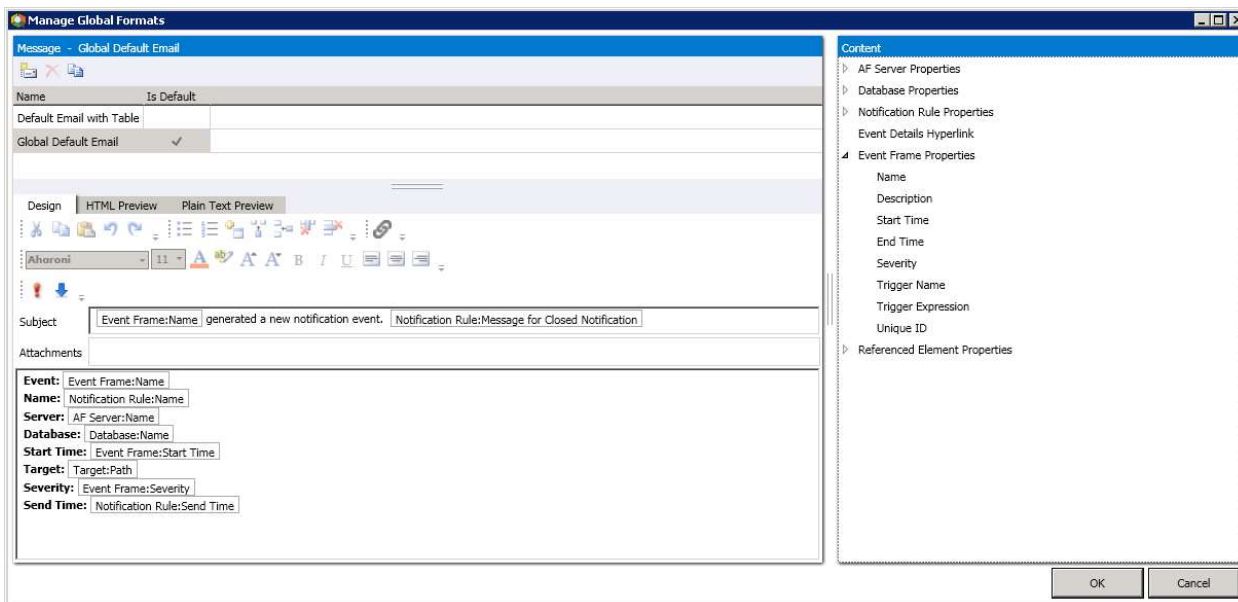 Manage Global Formats
Message - Global Default Email
Name Is Default
Default Email with Table
Global Default Email
Design HTML Preview Plain Text Preview
Aharoni 11 A ab A A B I U
Subject Event Frame:Name generated a new notification event. Notification Rule:Message for Closed Notification
Attachments
Event: Event Frame:Name
Name: Notification Rule:Name
Server: AF Server:Name
Database: Database:Name
Start Time: Event Frame:Start Time
Target: Target:Path
Severity: Event Frame:Severity
Send Time: Notification Rule:Send Time
Content
AF Server Properties
Database Properties
Notification Rule Properties
Event Details Hyperlink
Event Frame Properties
Name
Description
Start Time
End Time
Severity
Trigger Name
Trigger Expression
Unique ID
Referenced Element Properties
OK Cancel